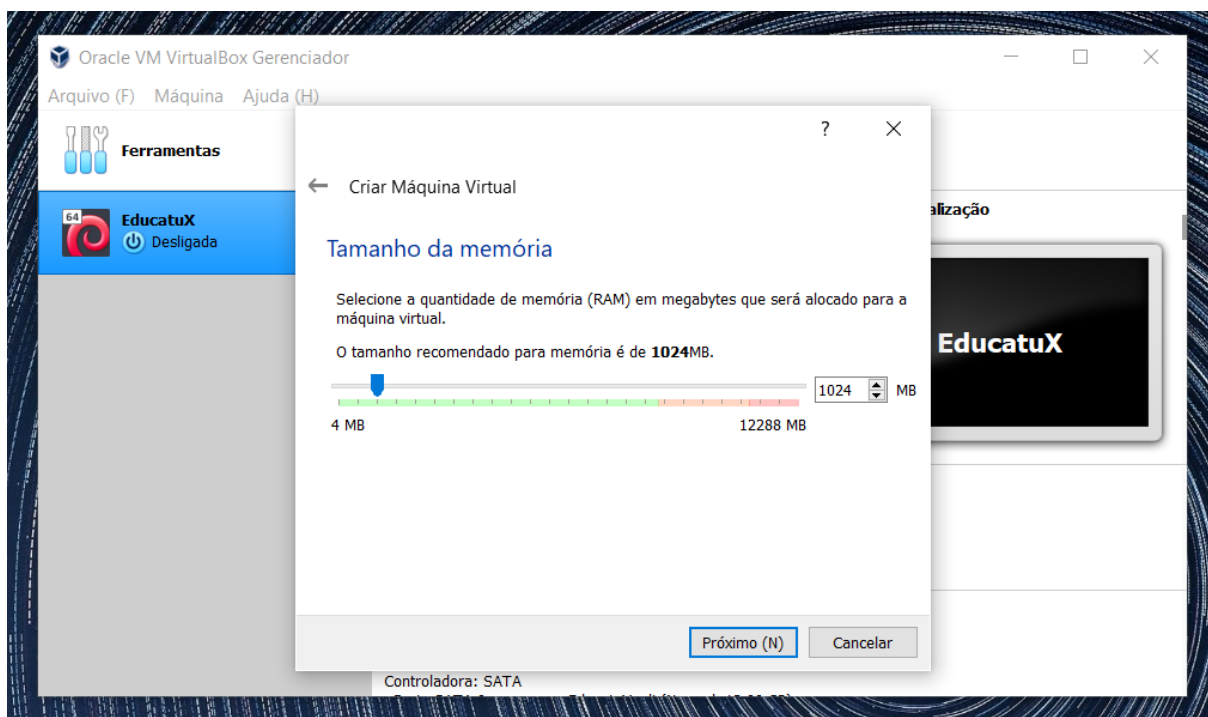 Oracle VM VirtualBox Gerenciador
Arquivo (F) Máquina Ajuda (H)
Ferramentas
64
EducatuX
Desligada
?
Criar Máquina Virtual
Tamanho da memória
Selecione a quantidade de memória (RAM) em megabytes que será alocado para a
máquina virtual.
O tamanho recomendado para memória é de 1024MB.
1024 MB
4 MB 12288 MB
Próximo (N) Cancelar
alização
EducatuX
Controladora: SATA